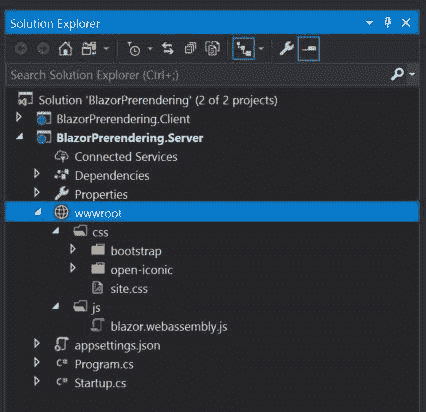 Solution Explorer
Search Solution Explorer (Ctrl+;)
Solution 'BlazorPrerendering' (2 of 2 projects)
BlazorPrerendering.Client
BlazorPrerendering.Server
Connected Services
Dependencies
Properties
wwwroot
css
bootstrap
open-iconic
site.css
js
blazor.webassembly.js
appsettings.json
C# Program.cs
C# Startup.cs